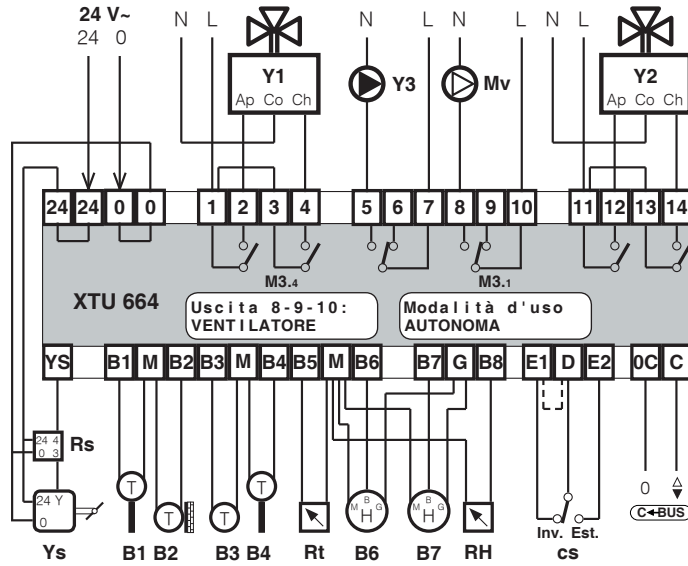 24 V~
24 0 N L N L N L N L
Y1 Y3 Mv Y2
Ap Co Ch Ap Co Ch
24 24 0 0 1 2 3 4 5 6 7 8 9 10 11 12 13 14
M3.4 M3.1
XTU 664
Uscita 8-9-10:
VENTILATORE
Modalità d'uso
AUTONOMA
YS B1 M B2 B3 M B4 B5 M B6 B7 G B8 E1 D E2 0C C
24 4
0 3
Rs
T T T T
M B G
H
M B G
H
24 Y
0
0
C BUS
Inv. Est.
Ys B1 B2 B3 B4 Rt B6 B7 RH cs